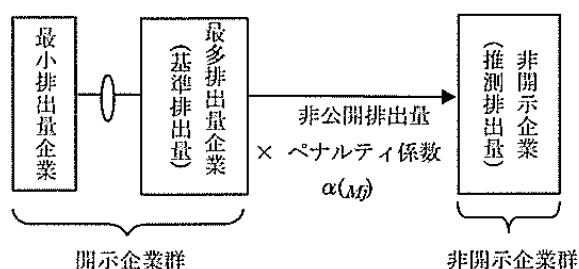 最小排出量企業
最多排出量企業
(基準排出量)
非公開排出量
× ペナルティ係数
α(Mj)
非開示企業
(推測排出量)
開示企業群
非開示企業群